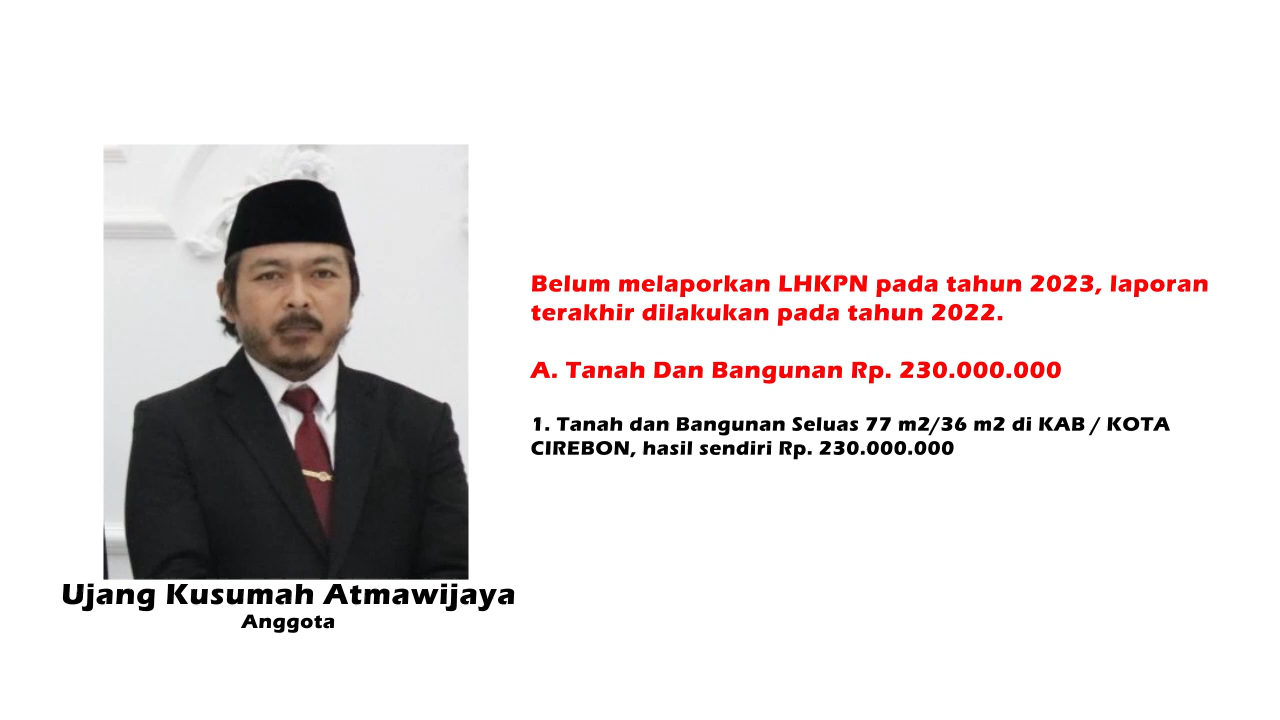 Belum melaporkan LHKPN pada tahun 2023, laporan
terakhir dilakukan pada tahun 2022.
A. Tanah Dan Bangunan Rp. 230.000.000
1. Tanah dan Bangunan Seluas 77 m2/36 m2 di KAB / KOTA
CIREBON, hasil sendiri Rp. 230.000.000
Ujang Kusumah Atmawijaya
Anggota